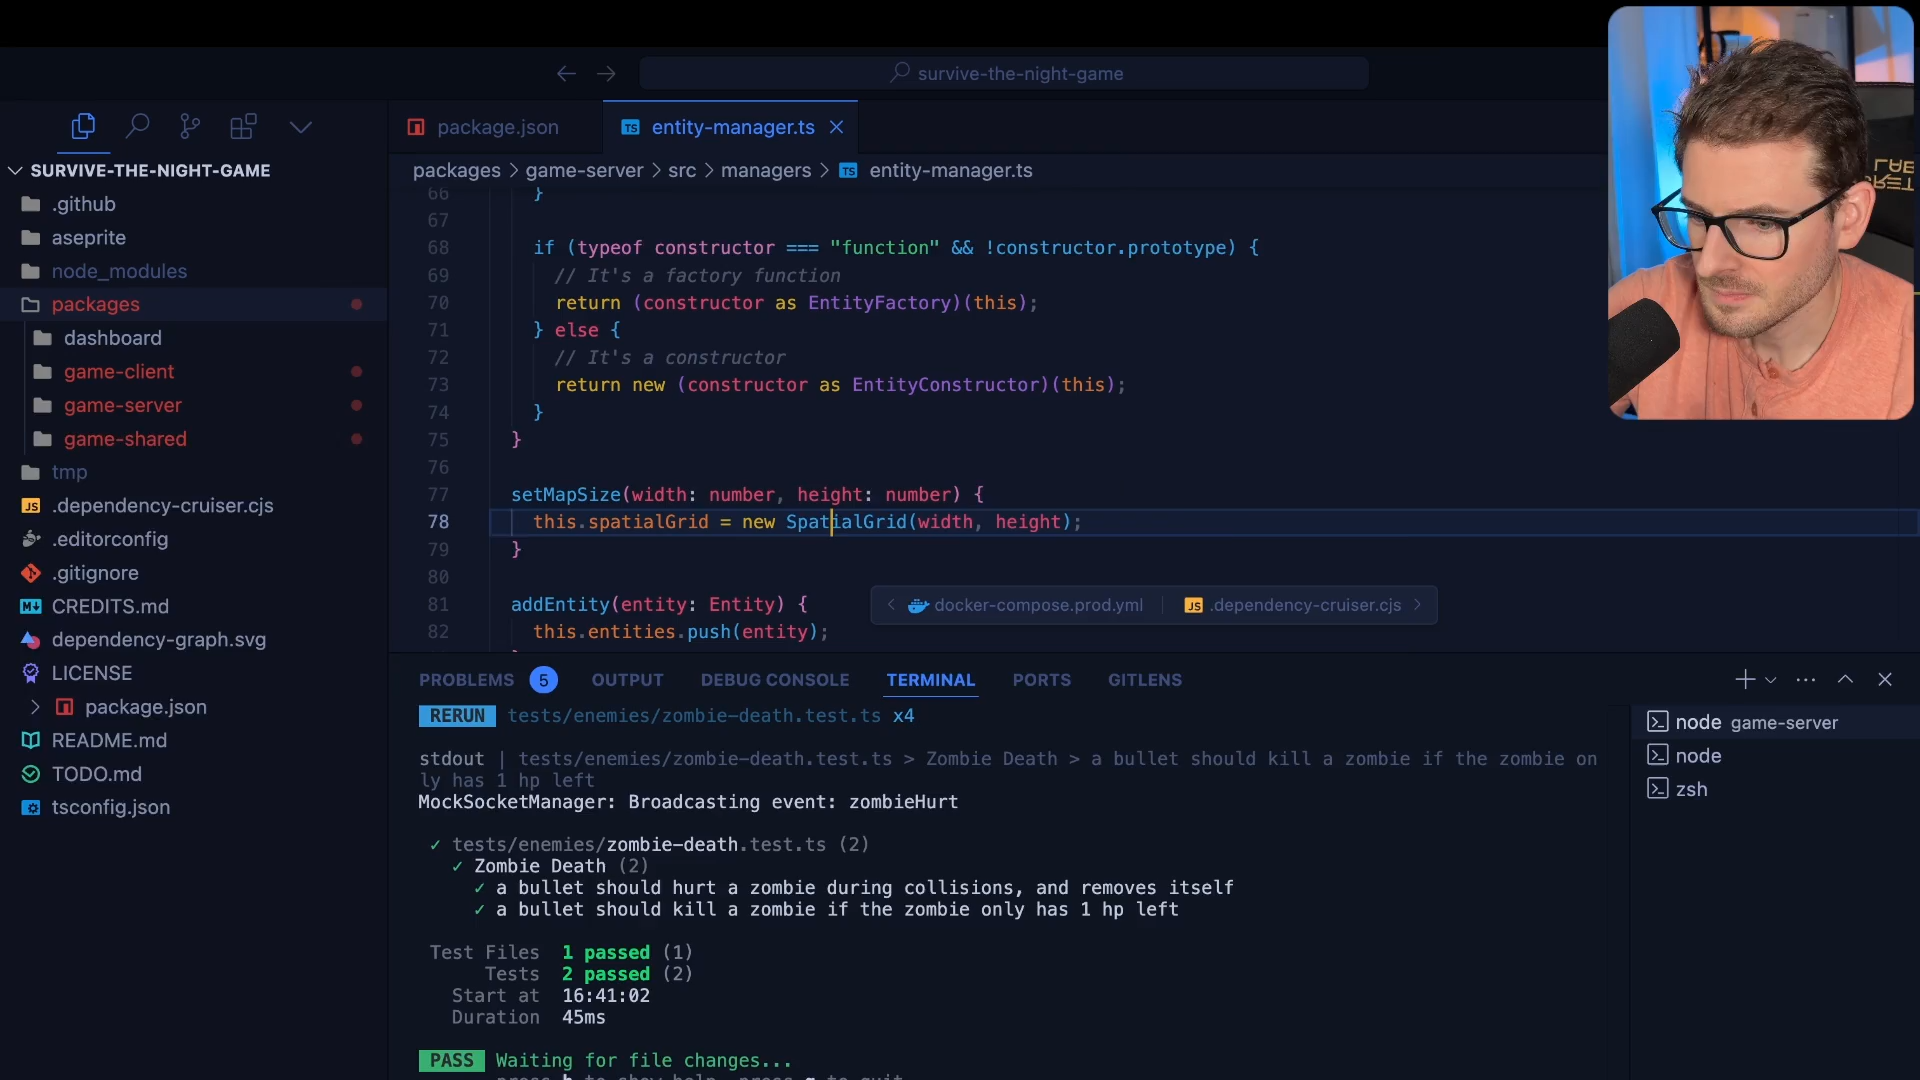 survive-the-night-game
package.json
entity-manager.ts
SURVIVE-THE-NIGHT-GAME
.github
aseprite
node_modules
packages
dashboard
game-client
game-server
game-shared
tmp
.dependency-cruiser.cjs
.editorconfig
.gitignore
CREDITS.md
dependency-graph.svg
LICENSE
package.json
README.md
TODO.md
tsconfig.json
packages > game-server > src > managers > entity-manager.ts
66 }
67
68 if (typeof constructor === "function" && !constructor.prototype) {
69 // It's a factory function
70 return (constructor as EntityFactory)(this);
71 } else {
72 // It's a constructor
73 return new (constructor as EntityConstructor)(this);
74 }
75 }
76
77 setMapSize(width: number, height: number) {
78 this.spatialGrid = new SpatialGrid(width, height);
79 }
80
81 addEntity(entity: Entity) {
82 this.entities.push(entity);
docker-compose.prod.yml
.dependency-cruiser.cjs
PROBLEMS 5 OUTPUT DEBUG CONSOLE TERMINAL PORTS GITLENS
RERUN tests/enemies/zombie-death.test.ts x4
stdout | tests/enemies/zombie-death.test.ts > Zombie Death > a bullet should kill a zombie if the zombie on
ly has 1 hp left
MockSocketManager: Broadcasting event: zombieHurt
✓ tests/enemies/zombie-death.test.ts (2)
✓ Zombie Death (2)
✓ a bullet should hurt a zombie during collisions, and removes itself
✓ a bullet should kill a zombie if the zombie only has 1 hp left
Test Files 1 passed (1)
Tests 2 passed (2)
Start at 16:41:02
Duration 45ms
PASS Waiting for file changes...
press h to show help, press q to quit
node game-server
node
zsh